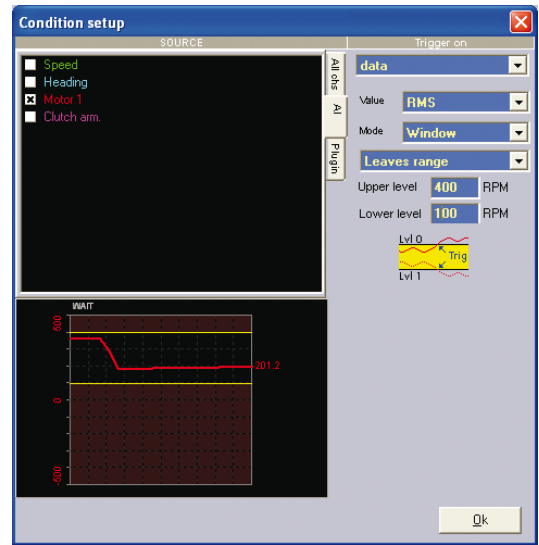 Condition setup
SOURCE
Trigger on
Speed
Heading
Motor 1
Clutch arm.
All chs
AI
Plugin
data
Value RMS
Mode Window
Leaves range
Upper level 400 RPM
Lower level 100 RPM
Lvl 0
Trig
Lvl 1
WAIT
500
201.2
0
-500
Ok